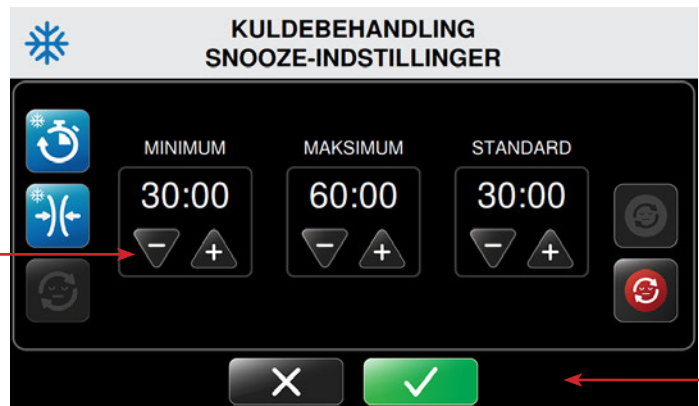 KULDEBEHANDLING
SNOOZE-INDSTILLINGER
MINIMUM MAKSIMUM STANDARD
30:00 60:00 30:00
− + − + − +